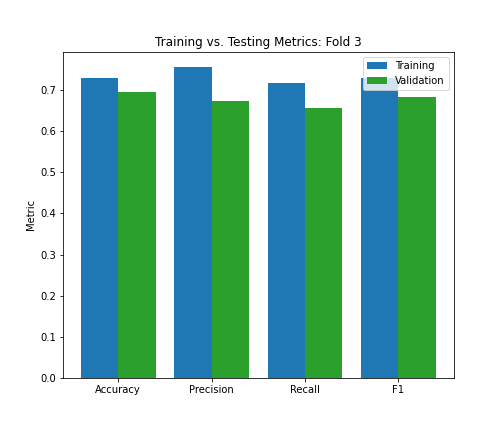 Training vs. Testing Metrics: Fold 3
Training
Validation
Metric
0.7
0.6
0.5
0.4
0.3
0.2
0.1
0.0
Accuracy Precision Recall F1